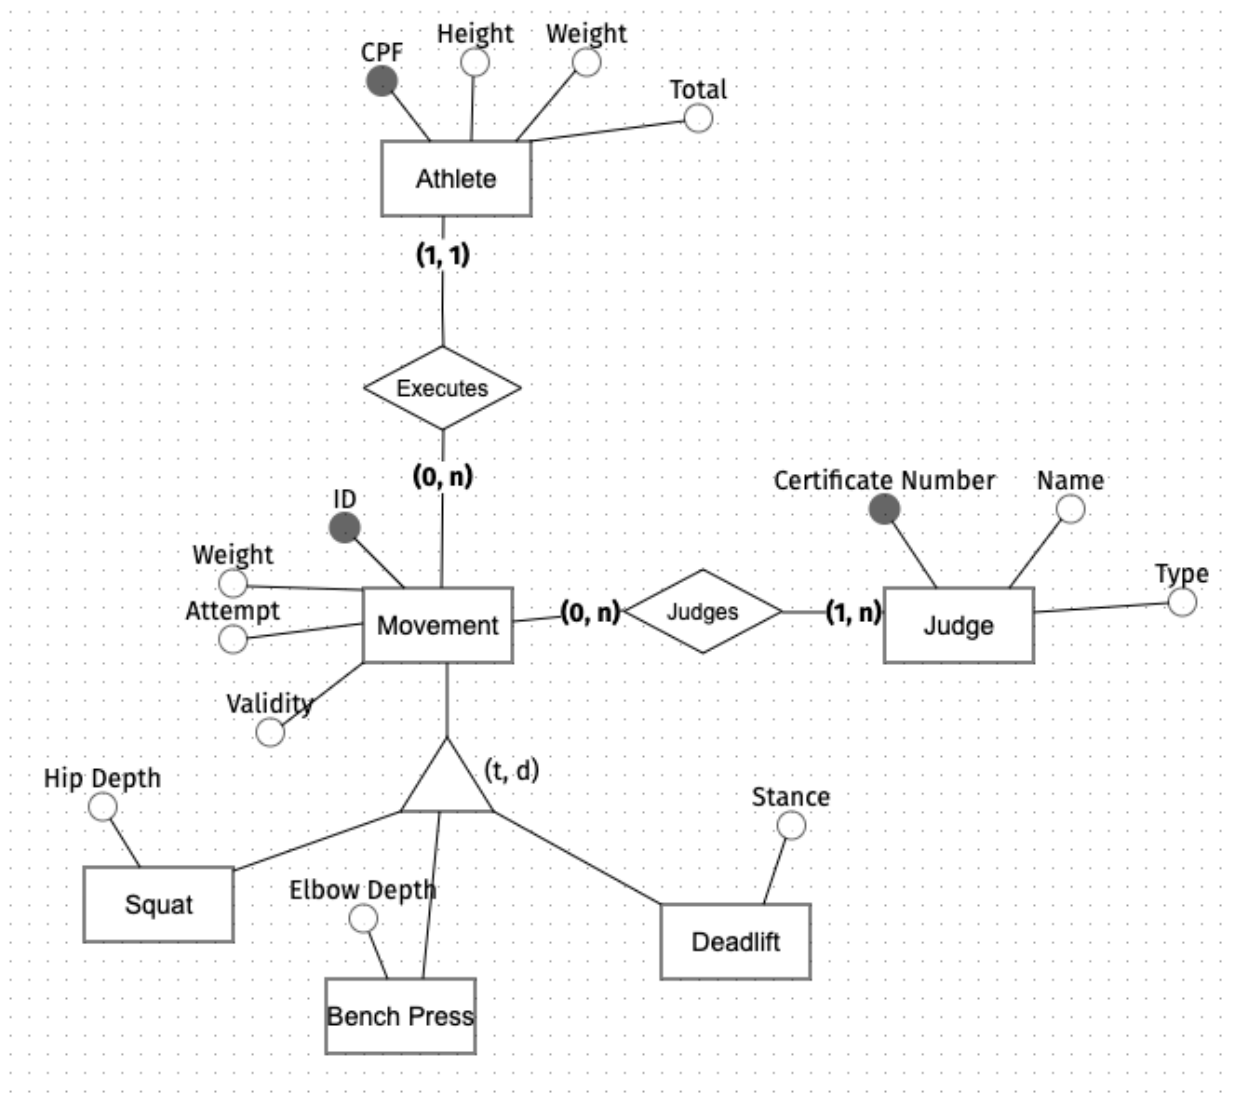 Height
Weight
CPF
Total
Athlete
(1, 1)
Executes
(0, n)
Certificate Number
Name
ID
Weight
Type
Attempt
Movement
(0, n)
Judges
(1, n)
Judge
Validity
(t, d)
Hip Depth
Stance
Elbow Depth
Squat
Deadlift
Bench Press